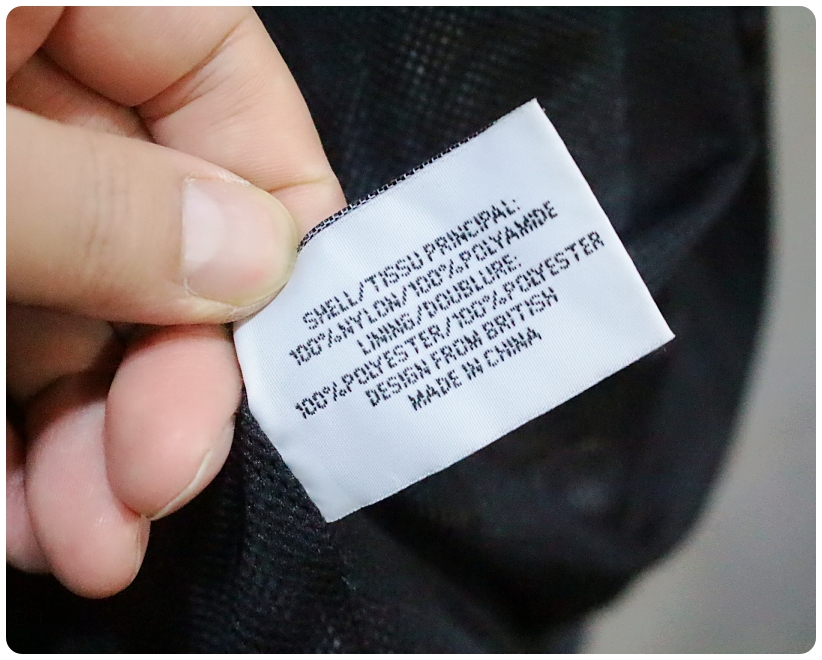 SHELL/TISSU PRINCIPAL:
100%NYLON/100%POLYAMIDE
LINING/DOUBLURE:
100%POLYESTER/100%POLYESTER
DESIGN FROM BRITISH
MADE IN CHINA